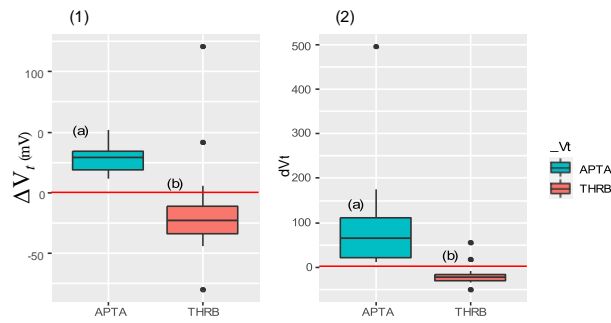 (1)
(2)
ΔVt (mV)
100
0
0
-50
(a)
(b)
APTA
THRB
dVt
500
400
300
200
100
0
(a)
(b)
APTA
THRB
_Vt
APTA
THRB